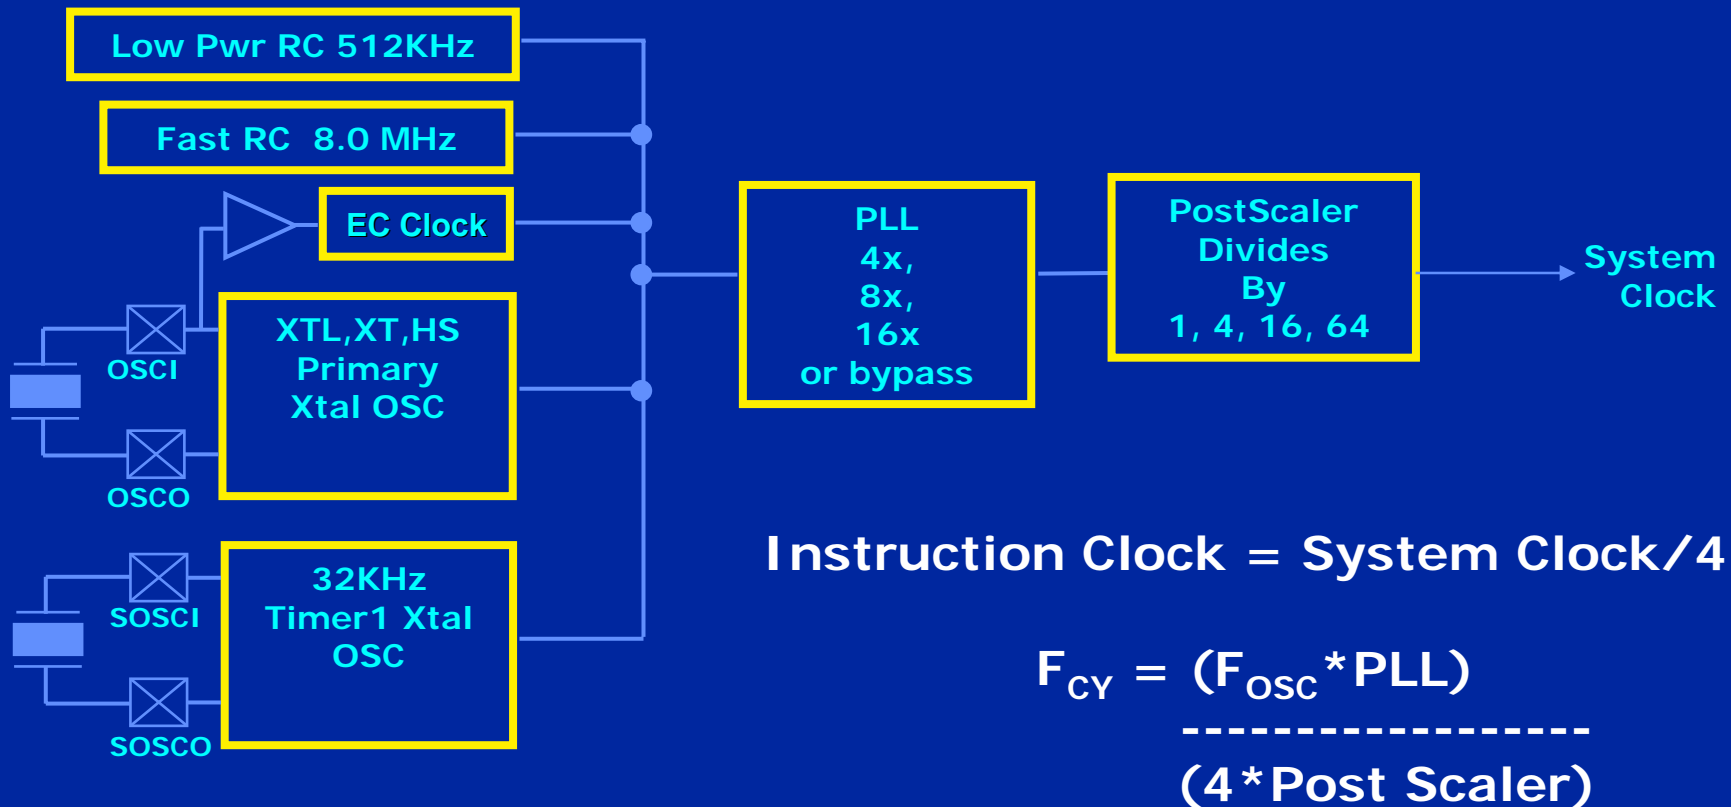 Low Pwr RC 512KHz
Fast RC 8.0 MHz
EC Clock
XTL,XT,HS
Primary
Xtal OSC
OSCI
OSCO
32KHz
Timer1 Xtal
OSC
SOSCI
SOSCO
PLL
4x,
8x,
16x
or bypass
PostScaler
Divides
By
1, 4, 16, 64
System
Clock
Instruction Clock = System Clock/4
FCY = (FOSC*PLL)
------------------
(4*Post Scaler)